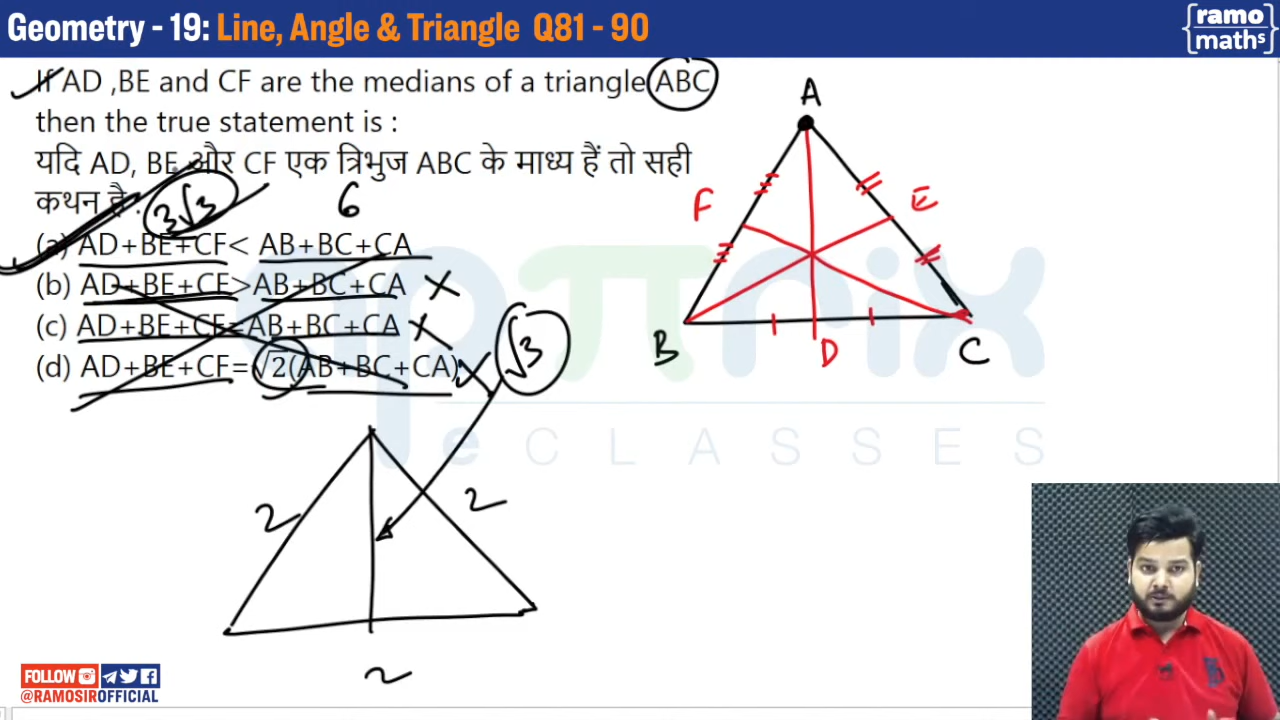 Geometry - 19: Line, Angle & Triangle Q81 - 90
{ramo maths}
If AD ,BE and CF are the medians of a triangle ABC
then the true statement is :
यदि AD, BE और CF एक त्रिभुज ABC के माध्य हैं तो सही
कथन है :
3√3
6
(a) AD+BE+CF< AB+BC+CA
(b) AD+BE+CF>AB+BC+CA
(c) AD+BE+CF=AB+BC+CA
(d) AD+BE+CF=√2(AB+BC+CA)
√3
A
F
E
B
D
C
eCLASSES
2
2
2
FOLLOW
@RAMOSIROFFICIAL